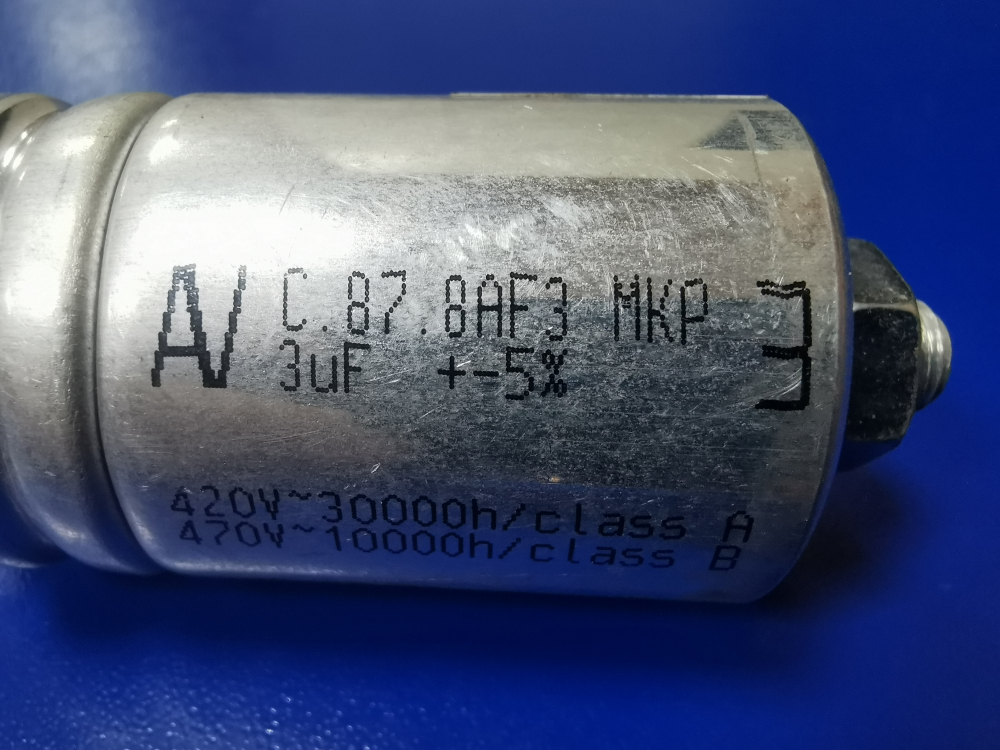 C.87.8AF3 MKP
3uF +-5%
420V~30000h/class A
470V~10000h/class B